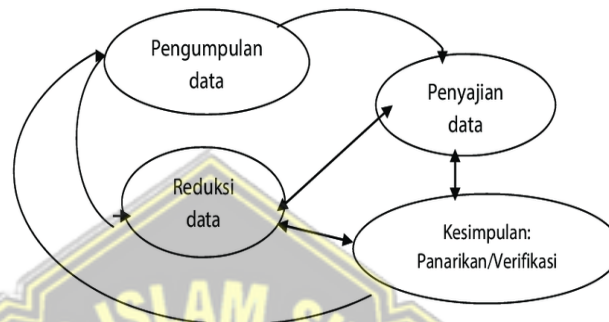 Pengumpulan
data
Penyajian
data
Reduksi
data
Kesimpulan:
Panarikan/Verifikasi
ISLAM